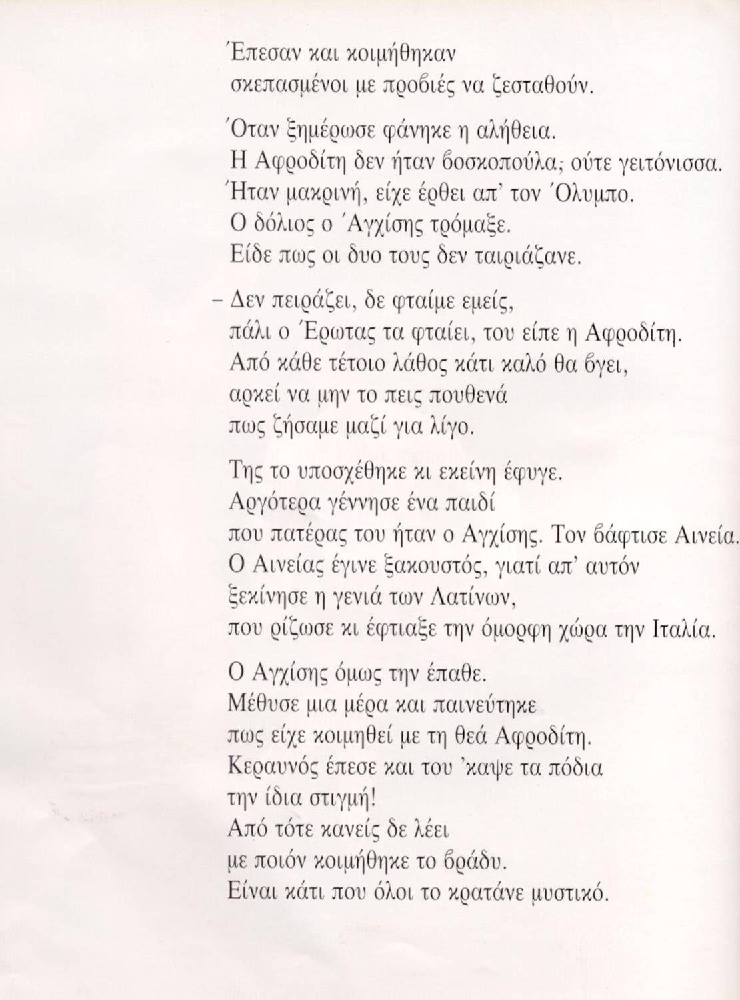 Έπεσαν και κοιμήθηκαν
σκεπασμένοι με προβιές να ζεσταθούν.
Όταν ξημέρωσε φάνηκε η αλήθεια.
Η Αφροδίτη δεν ήταν βοσκοπούλα, ούτε γειτόνισσα.
Ήταν μακρινή, είχε έρθει απ’ τον Όλυμπο.
Ο δόλιος ο Άγχίσης τρόμαξε.
Είδε πως οι δυο τους δεν ταιριάζανε.
– Δεν πειράζει, δε φταίμε εμείς,
πάλι ο Έρωτας τα φταίει, του είπε η Αφροδίτη.
Από κάθε τέτοιο λάθος κάτι καλό θα βγει,
αρκεί να μην το πεις πουθενά
πως ζήσαμε μαζί για λίγο.
Της το υποσχέθηκε κι εκείνη έφυγε.
Αργότερα γέννησε ένα παιδί
που πατέρας του ήταν ο Αγχίσης. Τον βάφτισε Αινεία.
Ο Αινείας έγινε ξακουστός, γιατί απ’ αυτόν
ξεκίνησε η γενιά των Λατίνων,
που ρίζωσε κι έφτιαξε την όμορφη χώρα την Ιταλία.
Ο Αγχίσης όμως την έπαθε.
Μέθυσε μια μέρα και παινεύτηκε
πως είχε κοιμηθεί με τη θεά Αφροδίτη.
Κεραυνός έπεσε και του ’καψε τα πόδια
την ίδια στιγμή!
Από τότε κανείς δε λέει
με ποιόν κοιμήθηκε το βράδυ.
Είναι κάτι που όλοι το κρατάνε μυστικό.